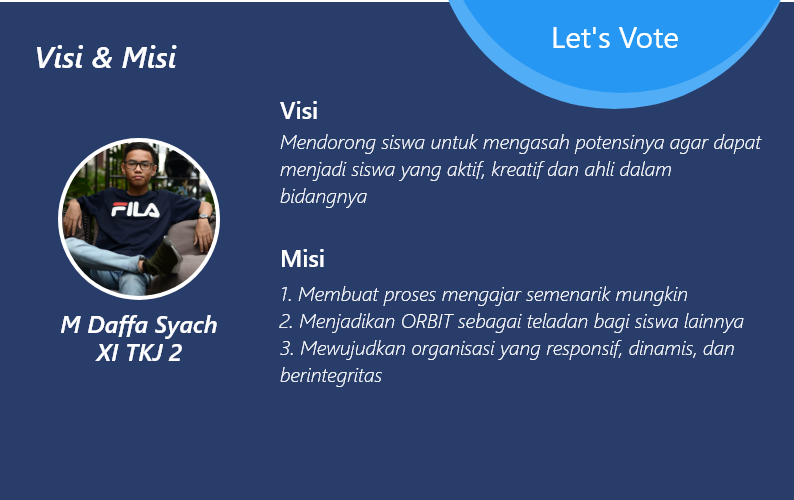 Let's Vote
Visi & Misi
Visi
Mendorong siswa untuk mengasah potensinya agar dapat
menjadi siswa yang aktif, kreatif dan ahli dalam
bidangnya
FILA
M Daffa Syach
XI TKJ 2
Misi
1. Membuat proses mengajar semenarik mungkin
2. Menjadikan ORBIT sebagai teladan bagi siswa lainnya
3. Mewujudkan organisasi yang responsif, dinamis, dan
berintegritas